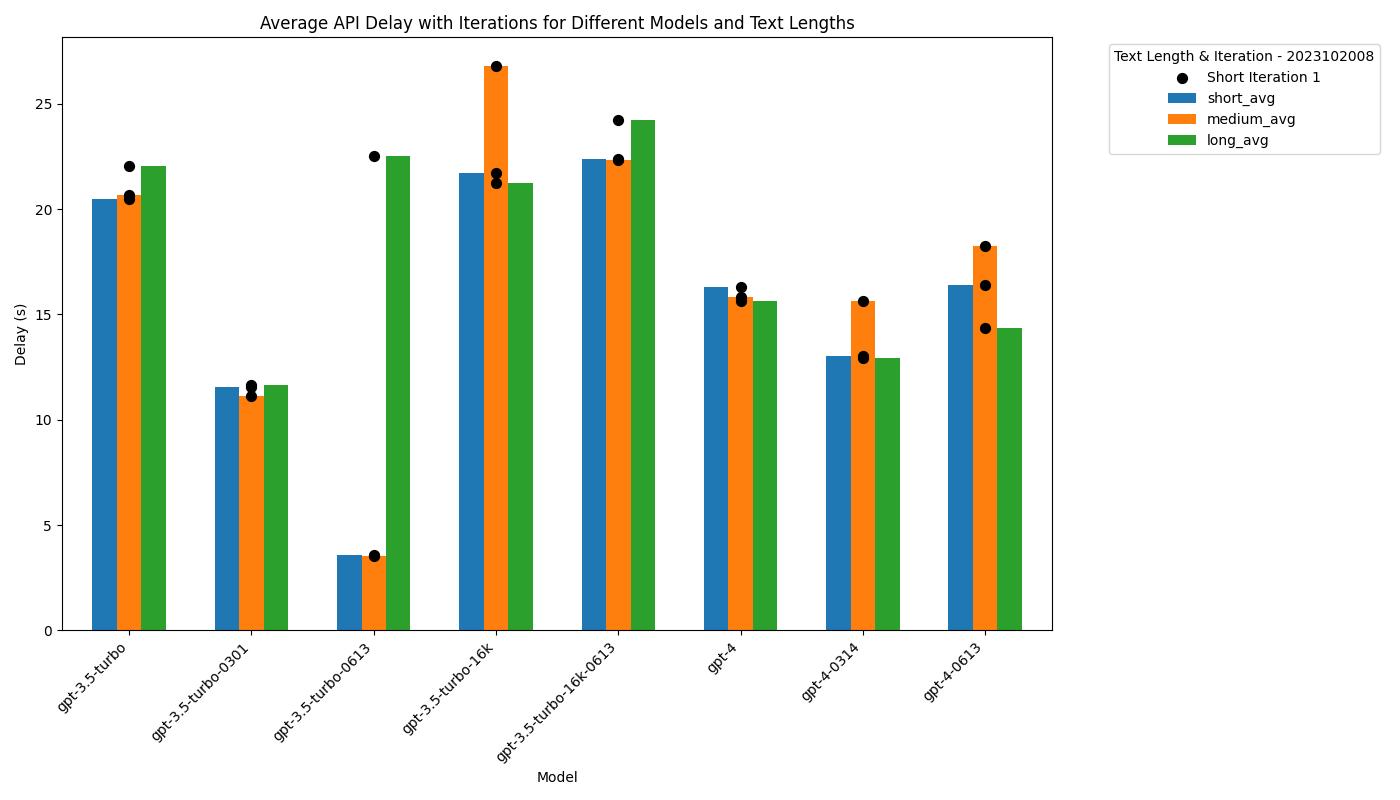 Average API Delay with Iterations for Different Models and Text Lengths
Text Length & Iteration - 2023102008
Short Iteration 1
short_avg
medium_avg
long_avg
Delay (s)
25
20
15
10
5
0
gpt-3.5-turbo
gpt-3.5-turbo-0301
gpt-3.5-turbo-0613
gpt-3.5-turbo-16k
gpt-3.5-turbo-16k-0613
gpt-4
gpt-4-0314
gpt-4-0613
Model